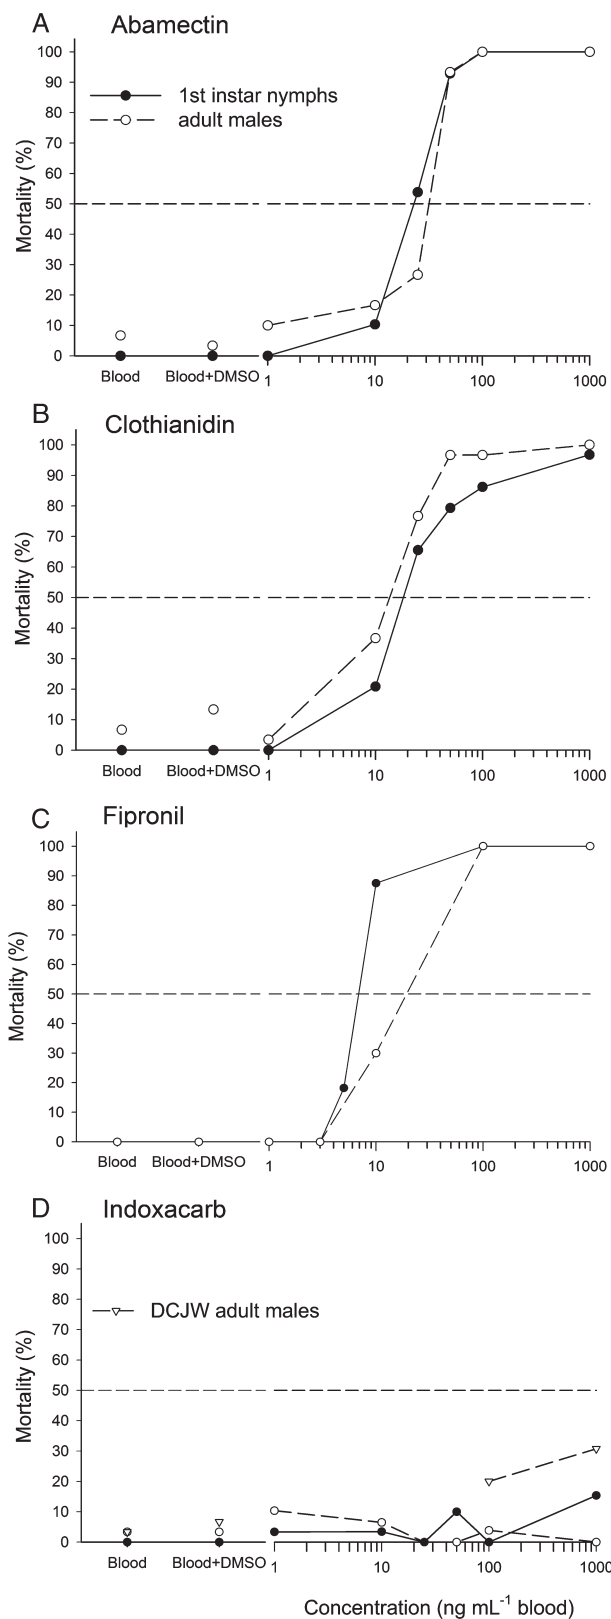 A Abamectin
100
90
80
70
60
50
40
30
20
10
0
Mortality (%)
1st instar nymphs
adult males
Blood Blood+DMSO 1 10 100 1000
B Clothianidin
100
90
80
70
60
50
40
30
20
10
0
Mortality (%)
Blood Blood+DMSO 1 10 100 1000
C Fipronil
100
90
80
70
60
50
40
30
20
10
0
Mortality (%)
Blood Blood+DMSO 1 10 100 1000
D Indoxacarb
100
90
80
70
60
50
40
30
20
10
0
Mortality (%)
DCJW adult males
Blood Blood+DMSO 1 10 100 1000
Concentration (ng mL⁻¹ blood)